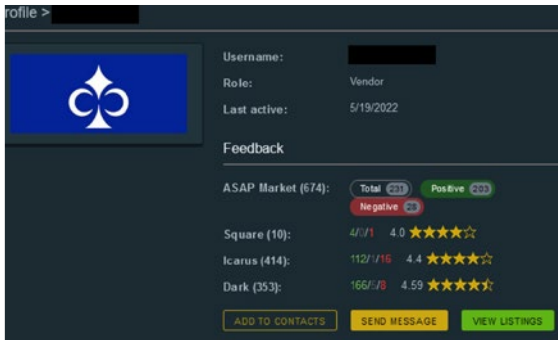 rofile >
Username:
Role: Vendor
Last active: 5/19/2022
Feedback
ASAP Market (674): Total 231 Positive 203
Negative 28
Square (10): 4/0/1 4.0
Icarus (414): 112/1/16 4.4
Dark (353): 166/5/8 4.59
ADD TO CONTACTS SEND MESSAGE VIEW LISTINGS